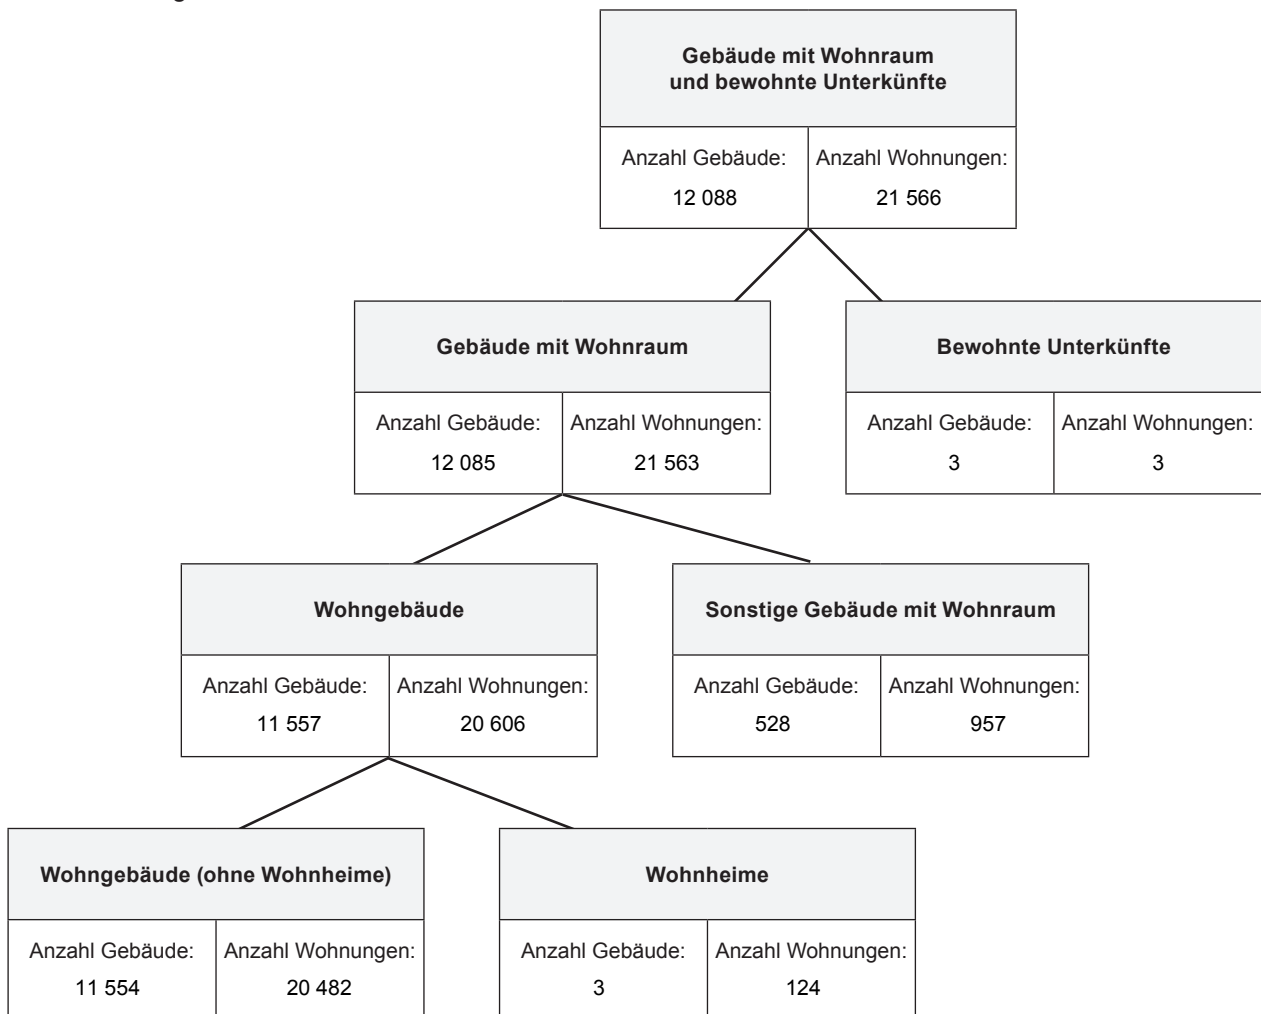 Gebäude mit Wohnraum
und bewohnte Unterkünfte
Anzahl Gebäude: Anzahl Wohnungen:
12 088 21 566
Gebäude mit Wohnraum Bewohnte Unterkünfte
Anzahl Gebäude: Anzahl Wohnungen: Anzahl Gebäude: Anzahl Wohnungen:
12 085 21 563 3 3
Wohngebäude Sonstige Gebäude mit Wohnraum
Anzahl Gebäude: Anzahl Wohnungen: Anzahl Gebäude: Anzahl Wohnungen:
11 557 20 606 528 957
Wohngebäude (ohne Wohnheime) Wohnheime
Anzahl Gebäude: Anzahl Wohnungen: Anzahl Gebäude: Anzahl Wohnungen:
11 554 20 482 3 124